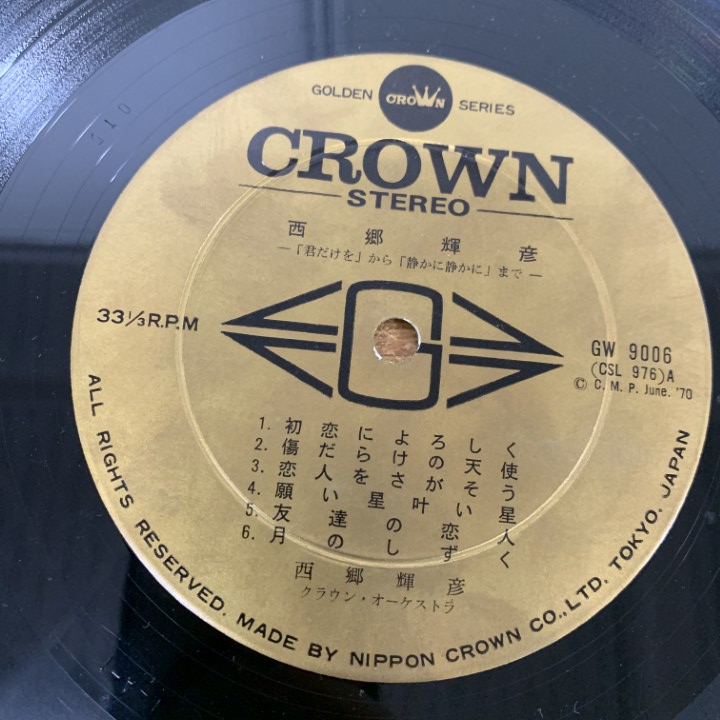 110
GOLDEN CROWN SERIES
CROWN
STEREO
西郷輝彦
—「君だけを」から「静かに静かに」まで—
33⅓R.P.M
G
GW 9006
(CSL 976)A
© C. M. P. June. '70
1. 初恋によろしく
2. 傷だらけの天使
3. 恋人をさがそう
4. 願い星叶い星
5. 友達の恋人
6. 月のしずく
西郷輝彦
クラウン・オーケストラ
ALL RIGHTS RESERVED. MADE BY NIPPON CROWN CO., LTD. TOKYO. JAPAN